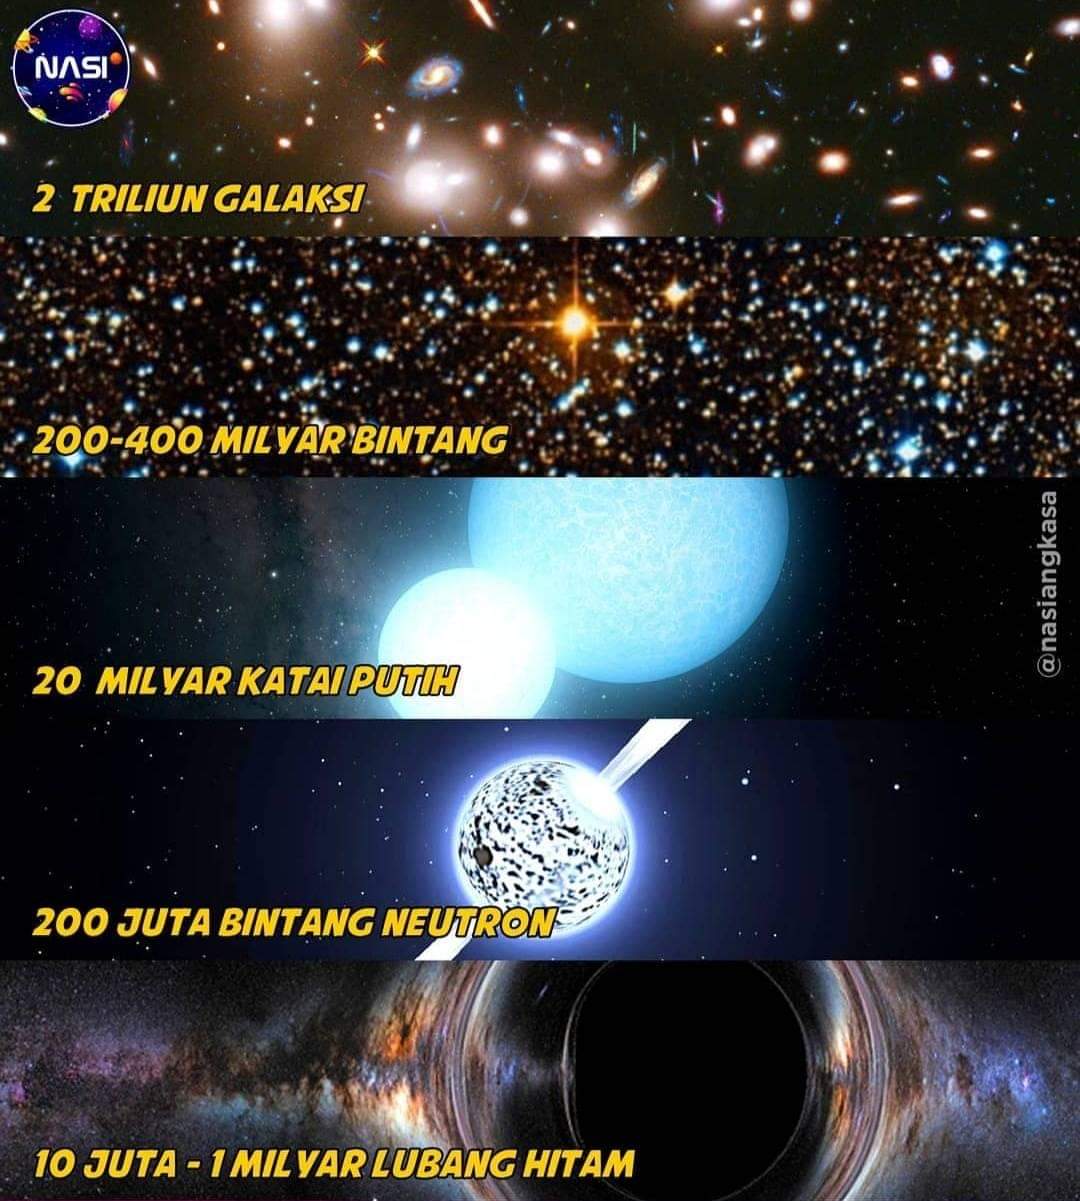 NASI
2 TRILIUN GALAKSI
200-400 MILYAR BINTANG
@nasiangkasa
20 MILYAR KATAI PUTIH
200 JUTA BINTANG NEUTRON
10 JUTA - 1 MILYAR LUBANG HITAM